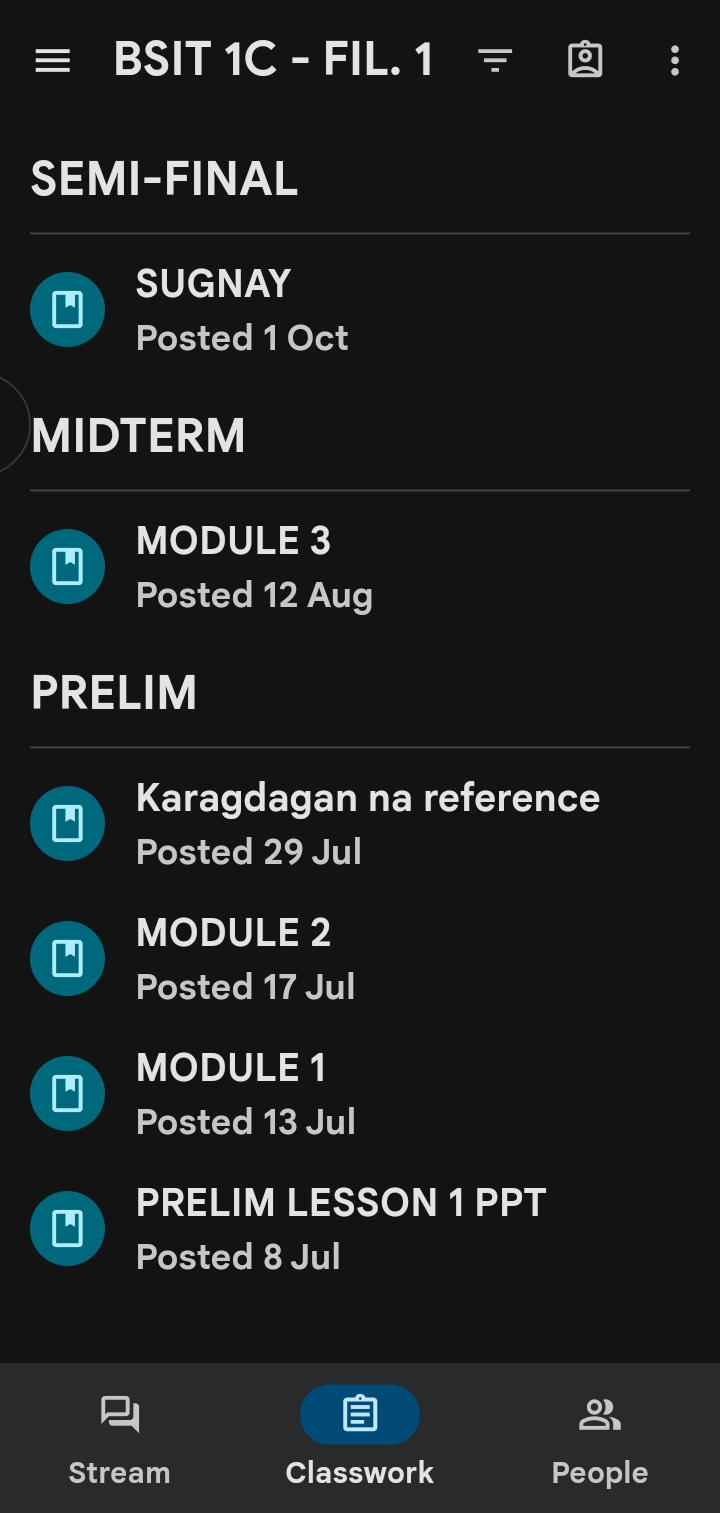 BSIT 1C - FIL. 1
SEMI-FINAL
SUGNAY
Posted 1 Oct
MIDTERM
MODULE 3
Posted 12 Aug
PRELIM
Karagdagan na reference
Posted 29 Jul
MODULE 2
Posted 17 Jul
MODULE 1
Posted 13 Jul
PRELIM LESSON 1 PPT
Posted 8 Jul
Stream
Classwork
People